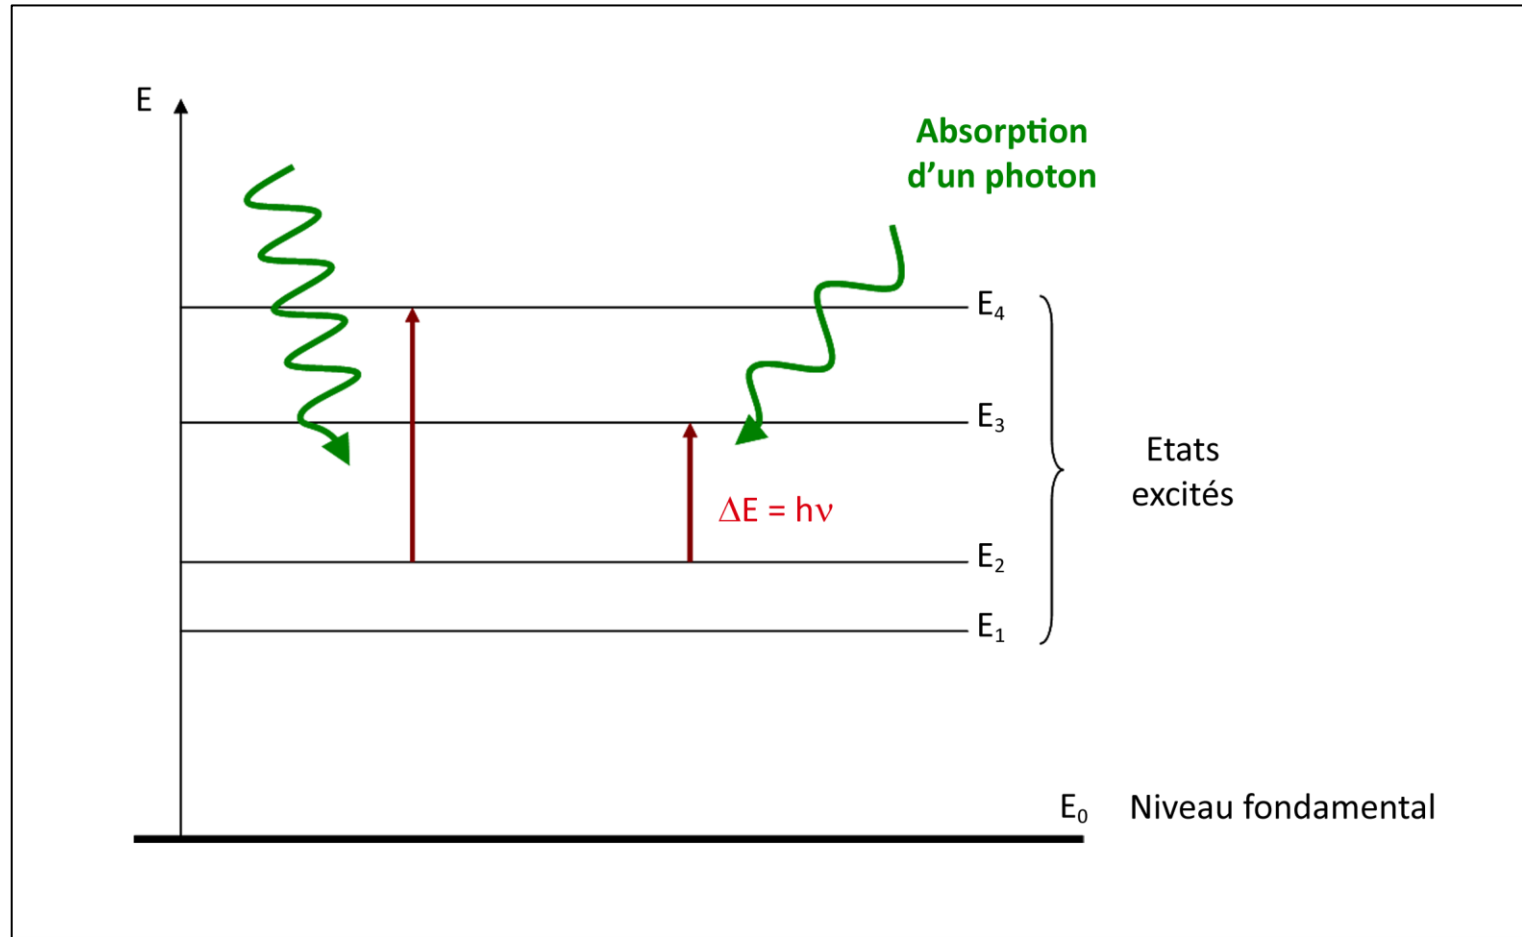 E
Absorption
d’un photon
E₄
E₃
Etats
excités
ΔE = hν
E₂
E₁
E₀ Niveau fondamental